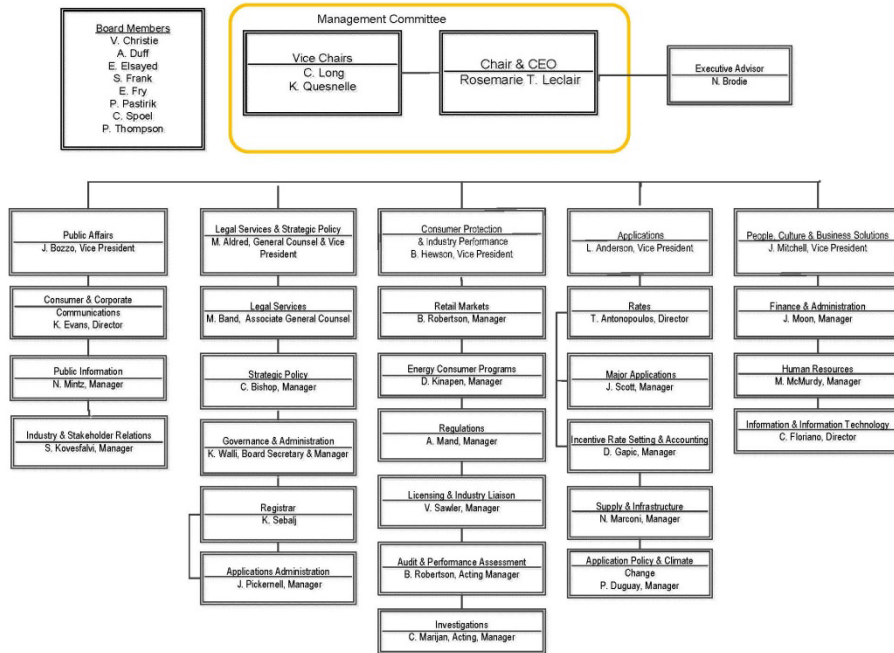 Management Committee
Board Members
V. Christie
A. Duff
E. Elsayed
S. Frank
E. Fry
P. Pastirik
C. Spoel
P. Thompson
Vice Chairs
C. Long
K. Quesnelle
Chair & CEO
Rosemarie T. Leclair
Executive Advisor
N. Brodie
Public Affairs
J. Bozzo, Vice President
Consumer & Corporate
Communications
K. Evans, Director
Public Information
N. Mintz, Manager
Industry & Stakeholder Relations
S. Kovesfalvi, Manager
Legal Services & Strategic Policy
M. Aldred, General Counsel & Vice
President
Legal Services
M. Band, Associate General Counsel
Strategic Policy
C. Bishop, Manager
Governance & Administration
K. Walli, Board Secretary & Manager
Registrar
K. Sebalj
Applications Administration
J. Pickernell, Manager
Consumer Protection
& Industry Performance
B. Hewson, Vice President
Retail Markets
B. Robertson, Manager
Energy Consumer Programs
D. Kinapen, Manager
Regulations
A. Mand, Manager
Licensing & Industry Liaison
V. Sawler, Manager
Audit & Performance Assessment
B. Robertson, Acting Manager
Investigations
C. Marijan, Acting, Manager
Applications
L. Anderson, Vice President
Rates
T. Antonopoulos, Director
Major Applications
J. Scott, Manager
Incentive Rate Setting & Accounting
D. Gapic, Manager
Supply & Infrastructure
N. Marconi, Manager
Application Policy & Climate
Change
P. Duguay, Manager
People, Culture & Business Solutions
J. Mitchell, Vice President
Finance & Administration
J. Moon, Manager
Human Resources
M. McMurdy, Manager
Information & Information Technology
C. Floriano, Director